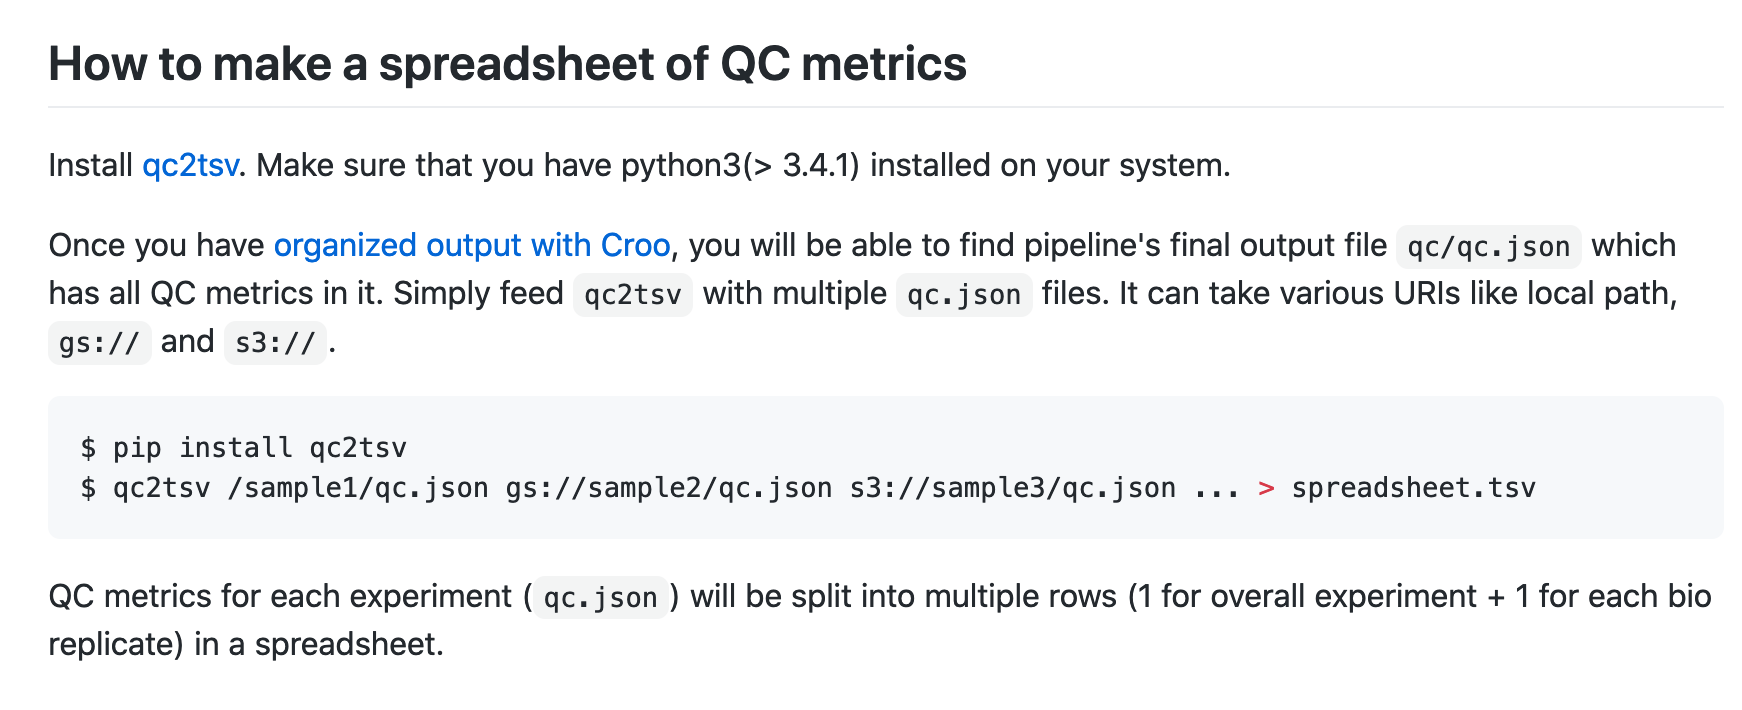 How to make a spreadsheet of QC metrics
Install qc2tsv. Make sure that you have python3(> 3.4.1) installed on your system.
Once you have organized output with Croo, you will be able to find pipeline's final output file qc/qc.json which
has all QC metrics in it. Simply feed qc2tsv with multiple qc.json files. It can take various URIs like local path,
gs:// and s3:// .
$ pip install qc2tsv
$ qc2tsv /sample1/qc.json gs://sample2/qc.json s3://sample3/qc.json ... > spreadsheet.tsv
QC metrics for each experiment ( qc.json ) will be split into multiple rows (1 for overall experiment + 1 for each bio
replicate) in a spreadsheet.